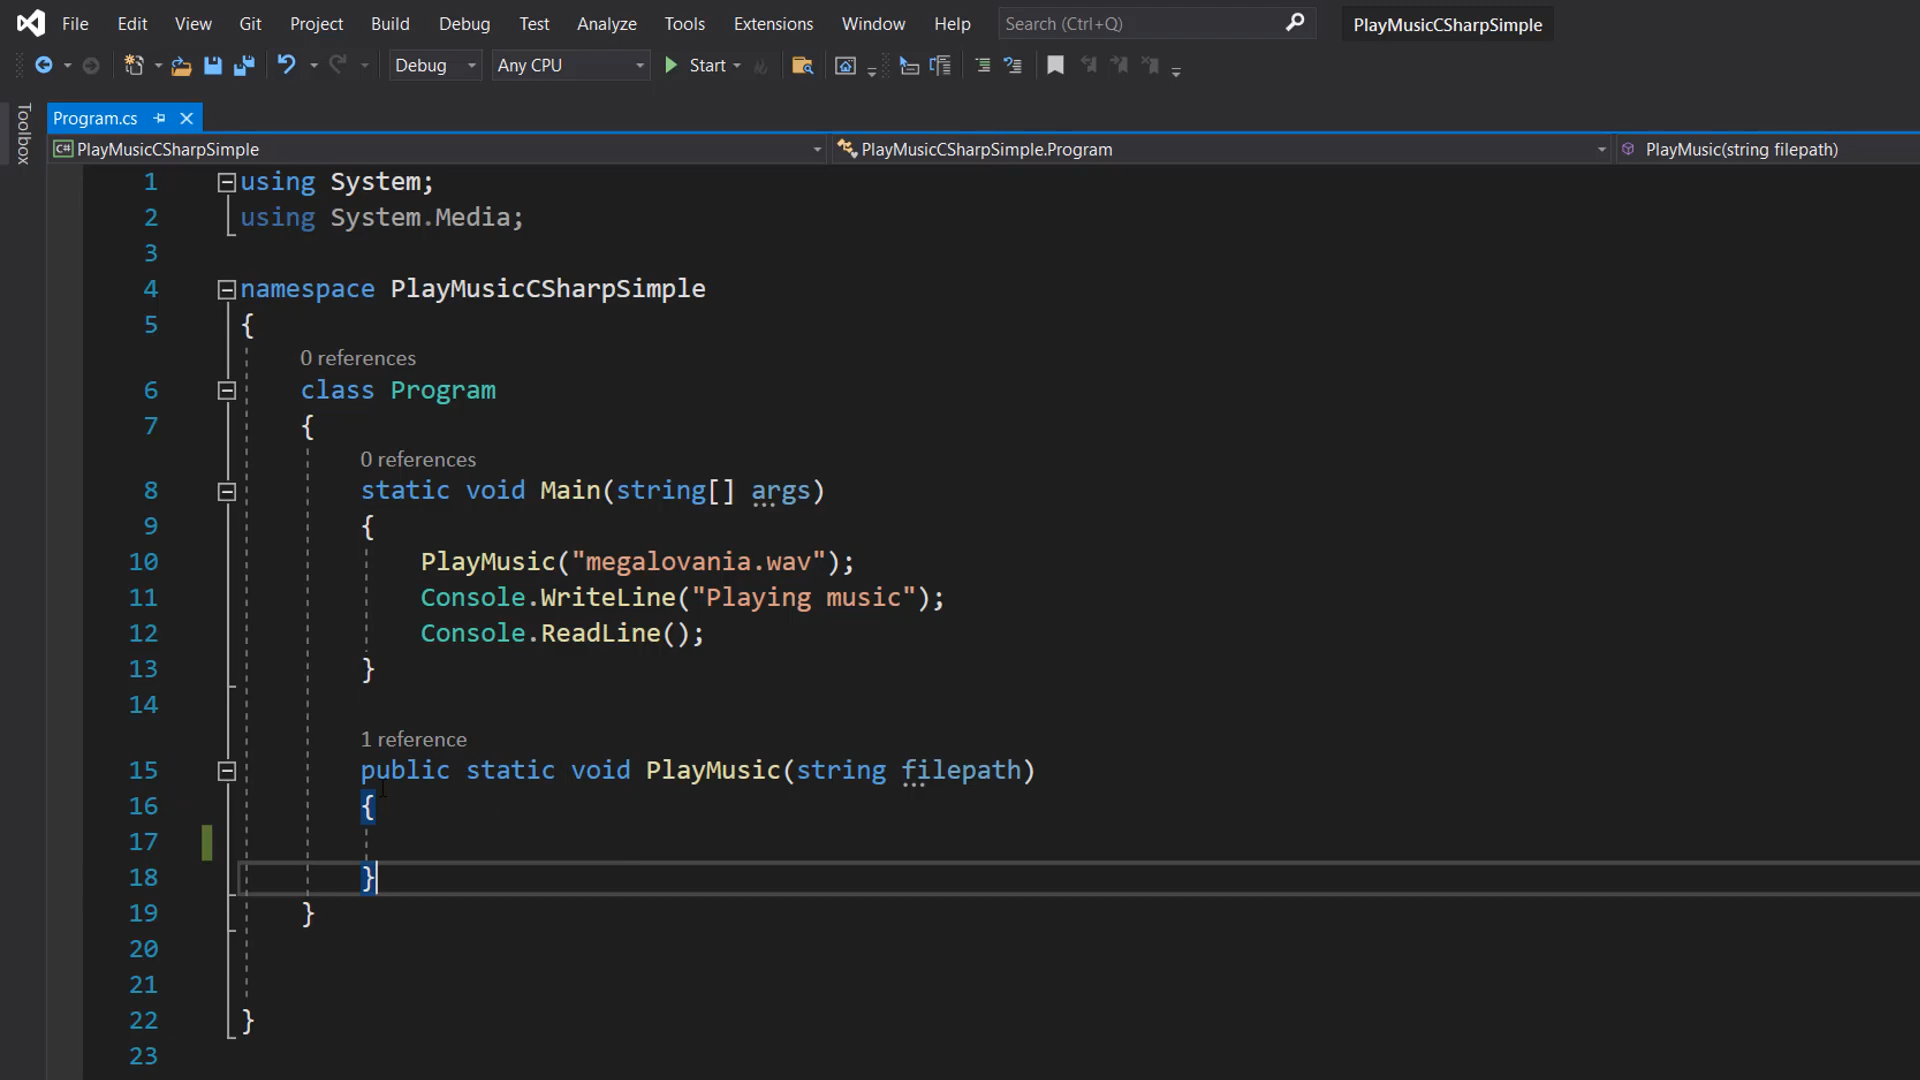 File Edit View Git Project Build Debug Test Analyze Tools Extensions Window Help Search (Ctrl+Q) PlayMusicCSharpSimple
Debug Any CPU Start
Toolbox
Program.cs
C# PlayMusicCSharpSimple PlayMusicCSharpSimple.Program PlayMusic(string filepath)
1 using System;
2 using System.Media;
3
4 namespace PlayMusicCSharpSimple
5 {
0 references
6 class Program
7 {
0 references
8 static void Main(string[] args)
9 {
10 PlayMusic("megalovania.wav");
11 Console.WriteLine("Playing music");
12 Console.ReadLine();
13 }
14
1 reference
15 public static void PlayMusic(string filepath)
16 {
17
18 }
19 }
20
21
22 }
23